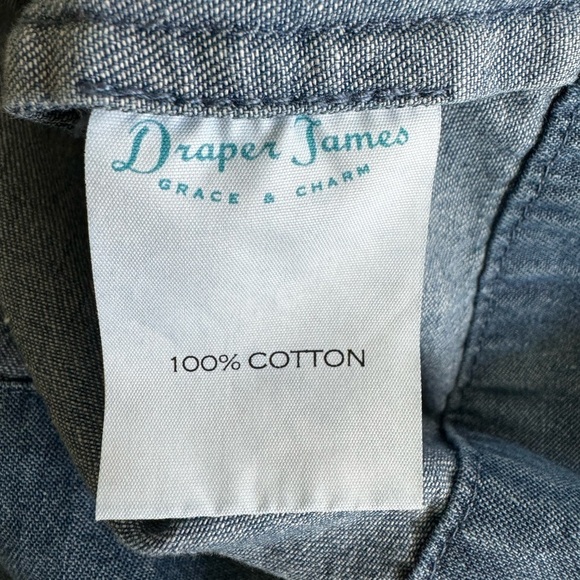 Draper James
GRACE & CHARM
100% COTTON